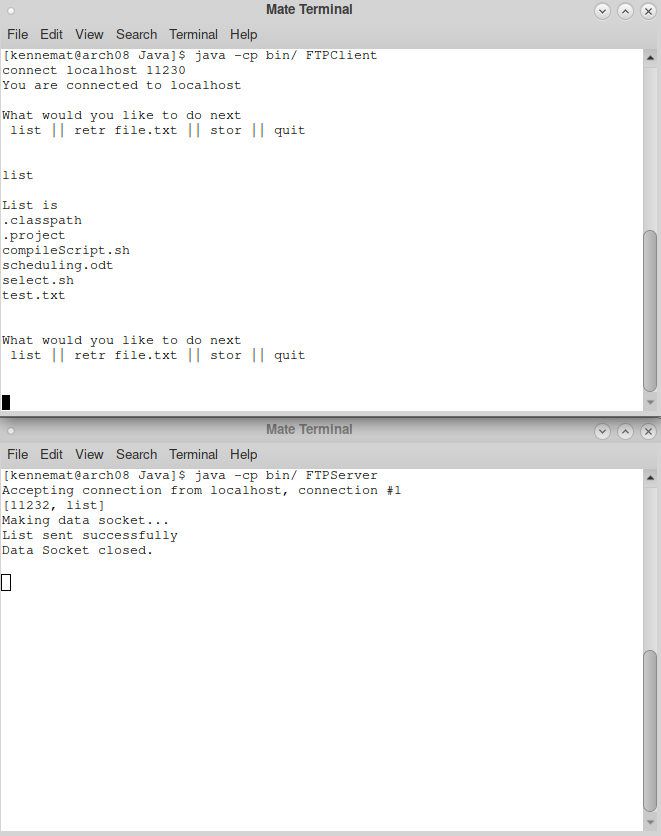 Mate Terminal
File Edit View Search Terminal Help
[kennemat@arch08 Java]$ java -cp bin/ FTPClient
connect localhost 11230
You are connected to localhost
What would you like to do next
list || retr file.txt || stor || quit
list
List is
.classpath
.project
compileScript.sh
scheduling.odt
select.sh
test.txt
What would you like to do next
list || retr file.txt || stor || quit
Mate Terminal
File Edit View Search Terminal Help
[kennemat@arch08 Java]$ java -cp bin/ FTPServer
Accepting connection from localhost, connection #1
[11232, list]
Making data socket...
List sent successfully
Data Socket closed.